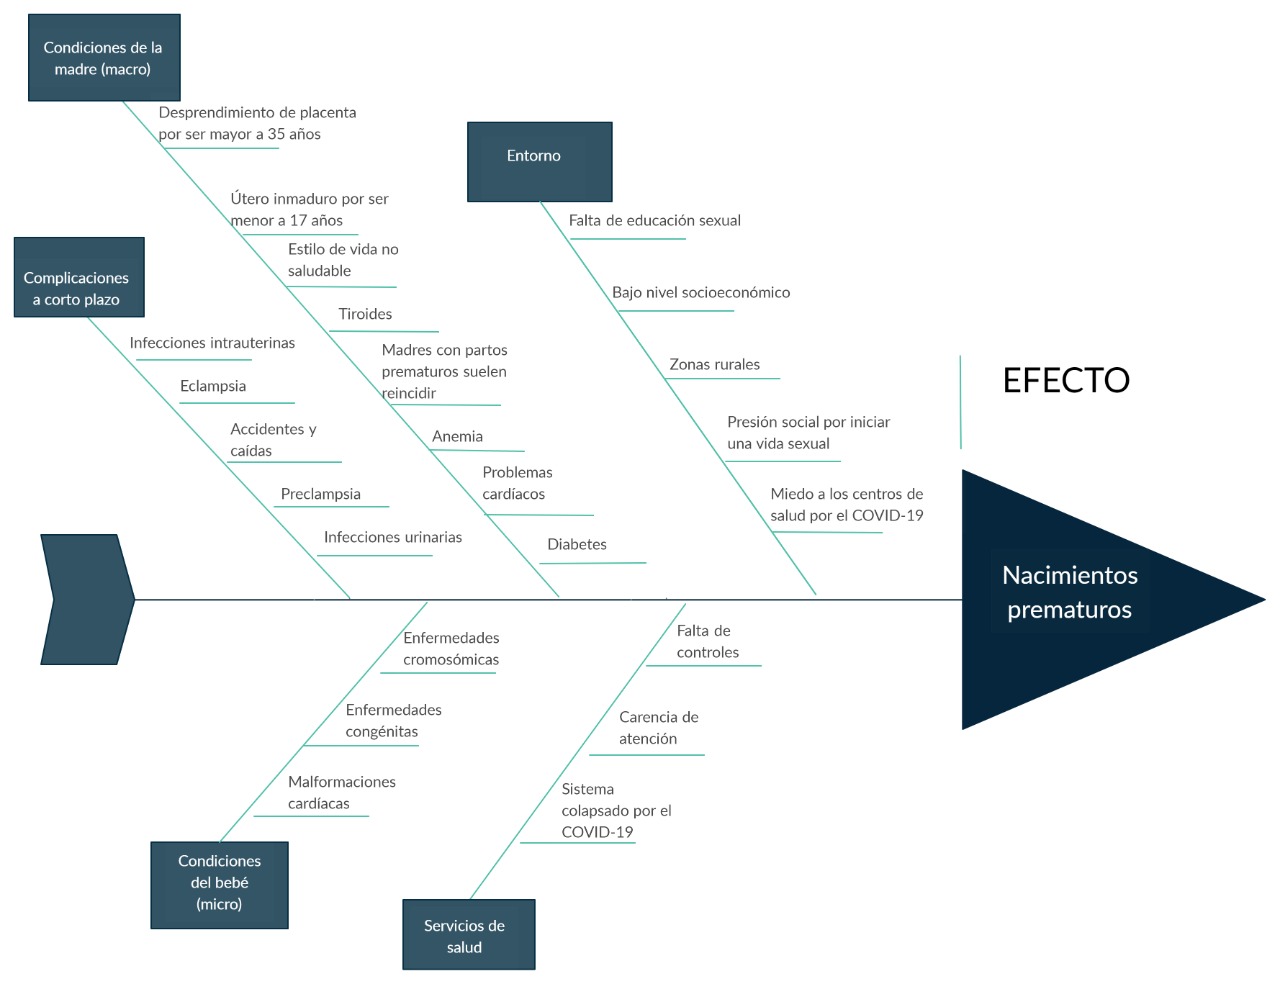 Condiciones de la
madre (macro)
Desprendimiento de placenta
por ser mayor a 35 años
Útero inmaduro por ser
menor a 17 años
Estilo de vida no
saludable
Tiroides
Madres con partos
prematuros suelen
reincidir
Anemia
Problemas
cardíacos
Diabetes
Entorno
Falta de educación sexual
Bajo nivel socioeconómico
Zonas rurales
Presión social por iniciar
una vida sexual
Miedo a los centros de
salud por el COVID-19
Complicaciones
a corto plazo
Infecciones intrauterinas
Eclampsia
Accidentes y
caídas
Preclampsia
Infecciones urinarias
EFECTO
Nacimientos
prematuros
Enfermedades
cromosómicas
Enfermedades
congénitas
Malformaciones
cardíacas
Condiciones
del bebé
(micro)
Falta de
controles
Carencia de
atención
Sistema
colapsado por el
COVID-19
Servicios de
salud